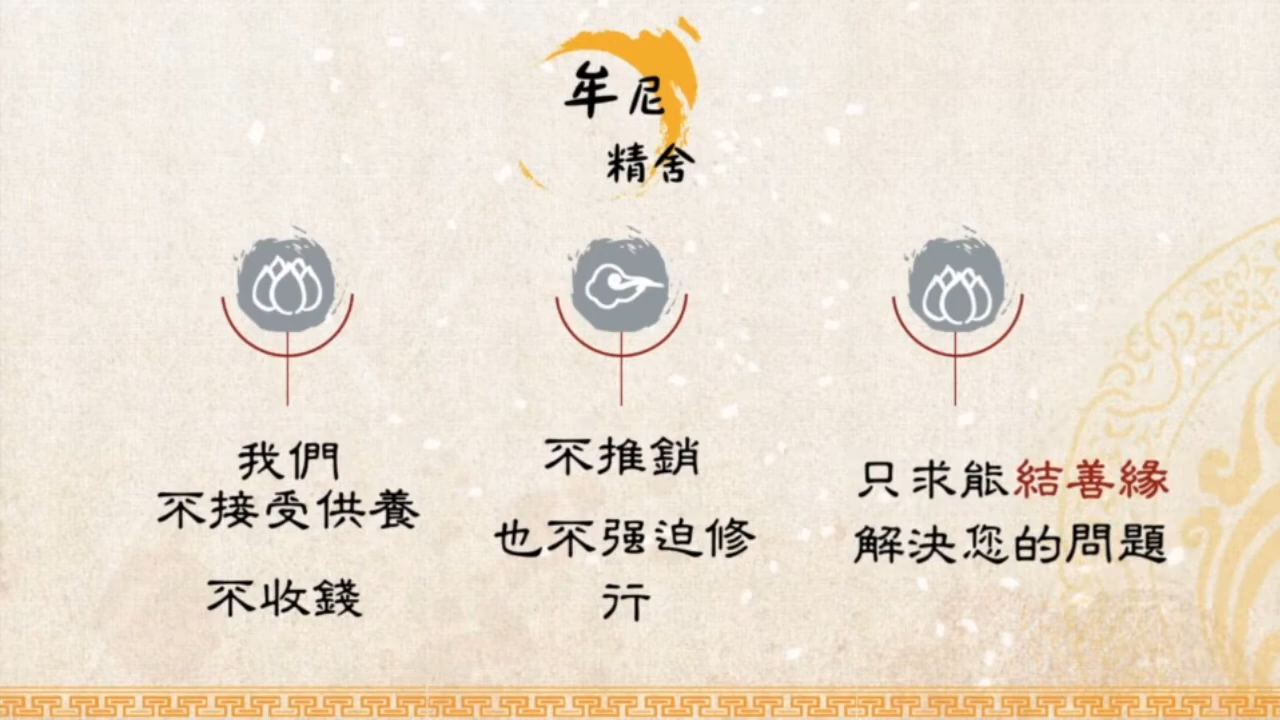 牟尼
精舍
我們
不接受供養
不收錢
不推銷
也不强迫修
行
只求能結善緣
解決您的問題